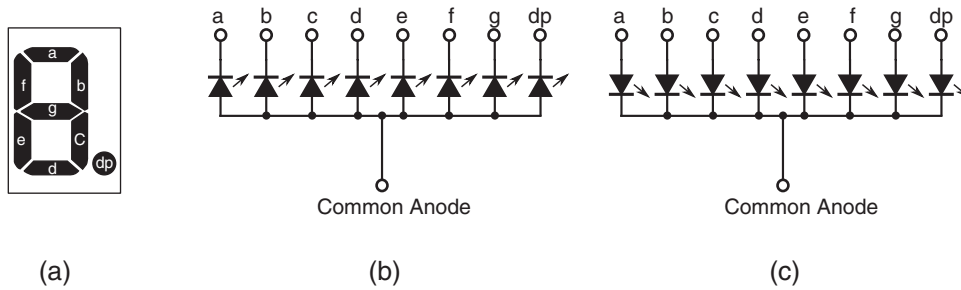 a
f
b
g
e
C
d
dp
a b c d e f g dp
Common Anode
a b c d e f g dp
Common Anode
(a) (b) (c)